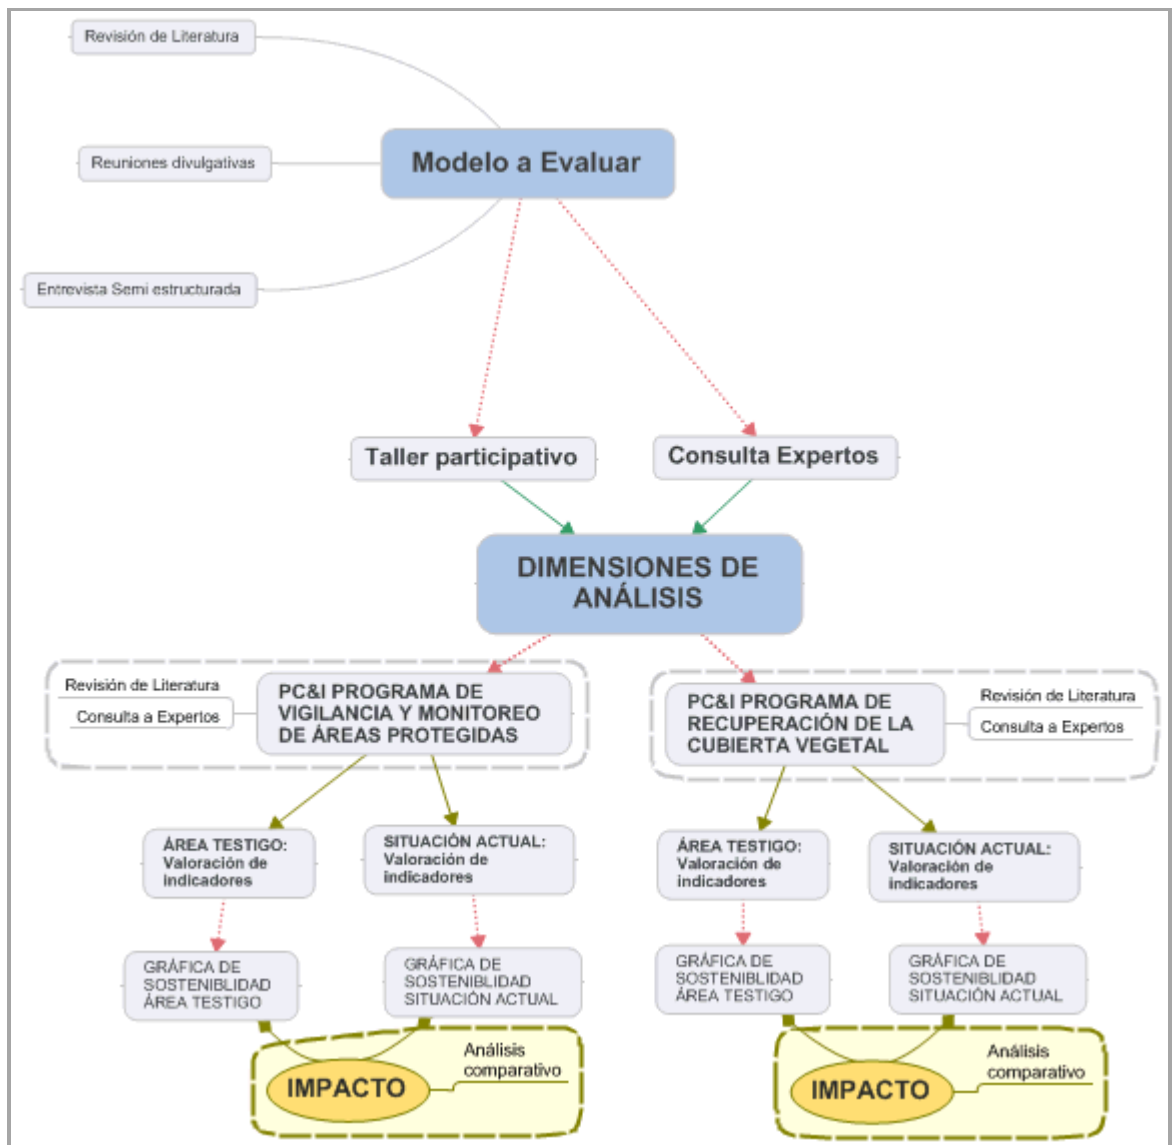 Revisión de Literatura
Modelo a Evaluar
Reuniones divulgativas
Entrevista Semi estructurada
Taller participativo
Consulta Expertos
DIMENSIONES DE
ANÁLISIS
Revisión de Literatura
Consulta a Expertos
PC&I PROGRAMA DE
VIGILANCIA Y MONITOREO
DE ÁREAS PROTEGIDAS
PC&I PROGRAMA DE
RECUPERACIÓN DE LA
CUBIERTA VEGETAL
Revisión de Literatura
Consulta a Expertos
ÁREA TESTIGO:
Valoración de
indicadores
SITUACIÓN ACTUAL:
Valoración de
indicadores
ÁREA TESTIGO:
Valoración de
indicadores
SITUACIÓN ACTUAL:
Valoración de
indicadores
GRÁFICA DE
SOSTENIBLIDAD
ÁREA TESTIGO
GRÁFICA DE
SOSTENIBLIDAD
SITUACIÓN ACTUAL
GRÁFICA DE
SOSTENIBLIDAD
ÁREA TESTIGO
GRÁFICA DE
SOSTENIBLIDAD
SITUACIÓN ACTUAL
IMPACTO
Análisis
comparativo
IMPACTO
Análisis
comparativo